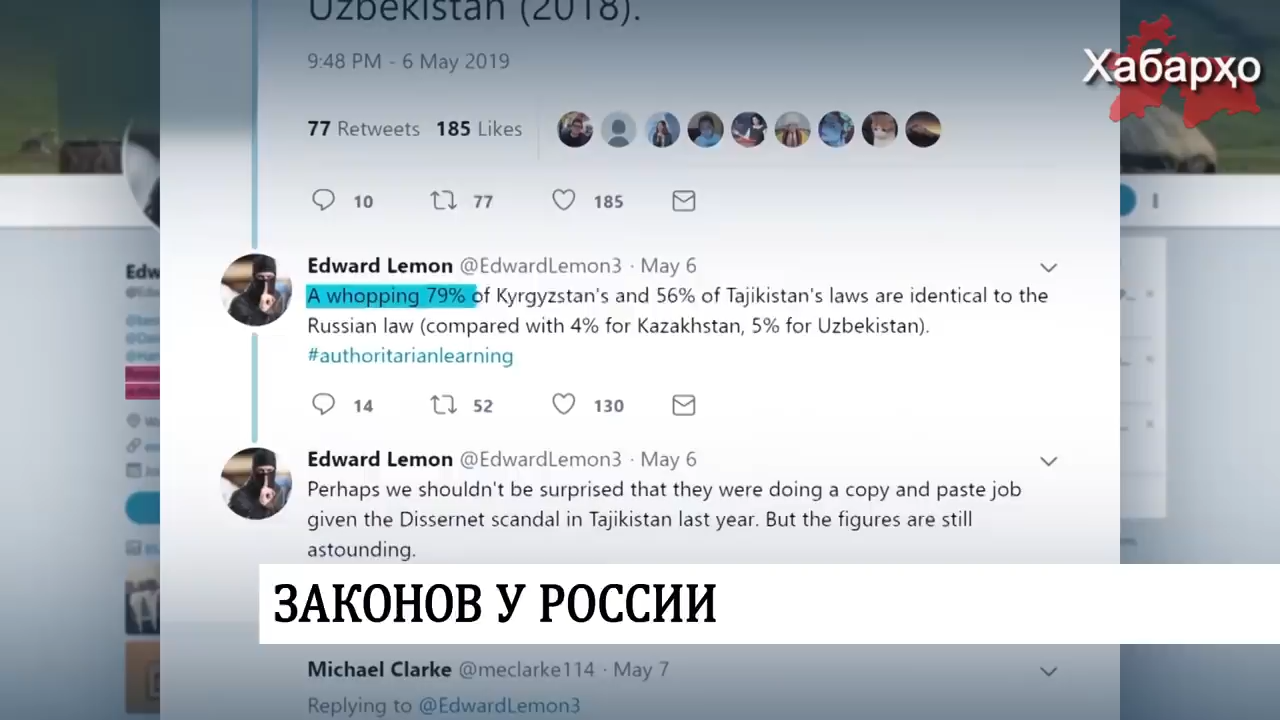 Uzbekistan (2018).
9:48 PM - 6 May 2019
Хабарҳо
77 Retweets 185 Likes
10 77 185
Edward Lemon @EdwardLemon3 · May 6
A whopping 79% of Kyrgyzstan's and 56% of Tajikistan's laws are identical to the
Russian law (compared with 4% for Kazakhstan, 5% for Uzbekistan).
#authoritarianlearning
14 52 130
Edward Lemon @EdwardLemon3 · May 6
Perhaps we shouldn't be surprised that they were doing a copy and paste job
given the Dissernet scandal in Tajikistan last year. But the figures are still
astounding.
ЗАКОНОВ У РОССИИ
Michael Clarke @meclarke114 · May 7
Replying to @EdwardLemon3